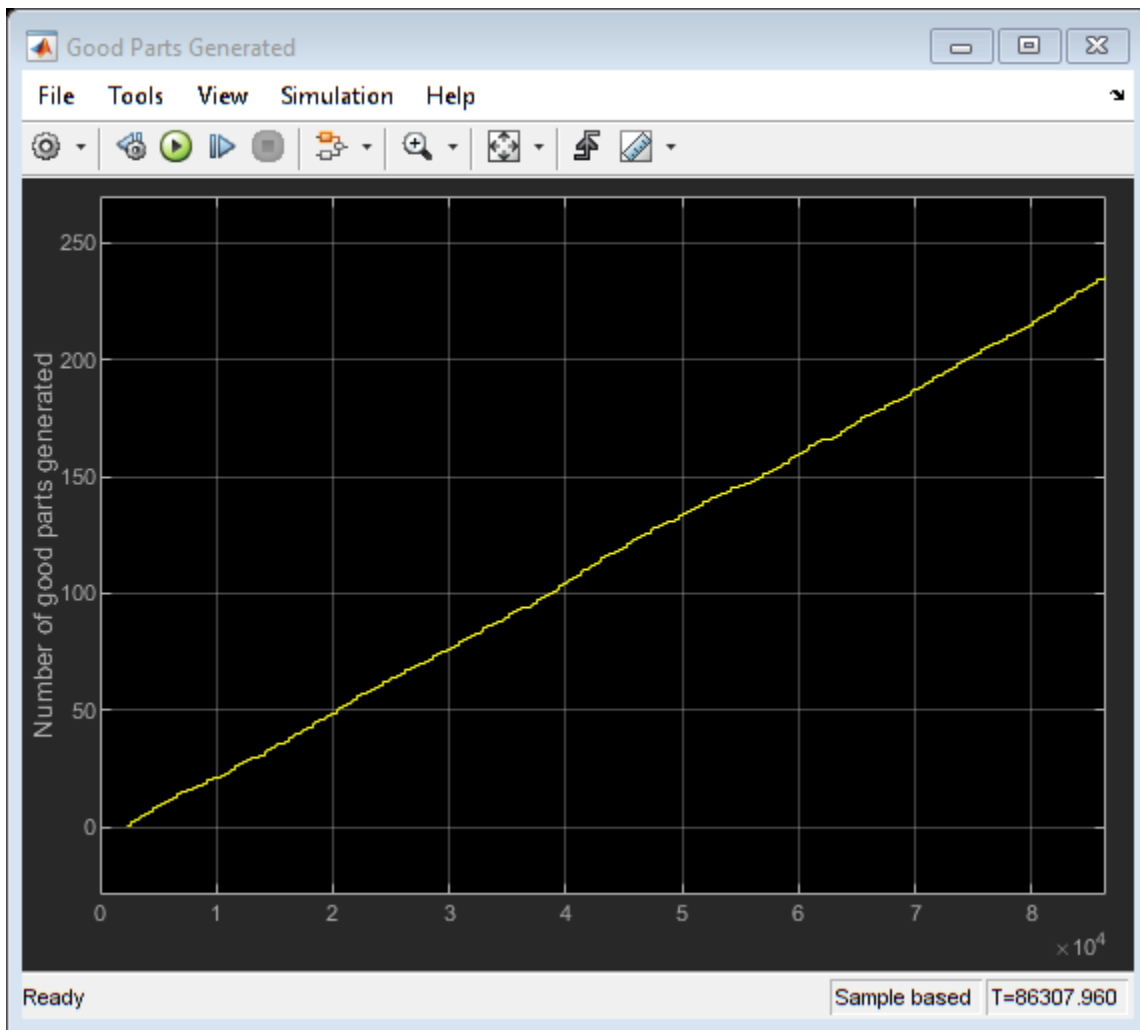 Good Parts Generated
File Tools View Simulation Help
Number of good parts generated
250
200
150
100
50
0
0 1 2 3 4 5 6 7 8
×10⁴
Ready Sample based T=86307.960